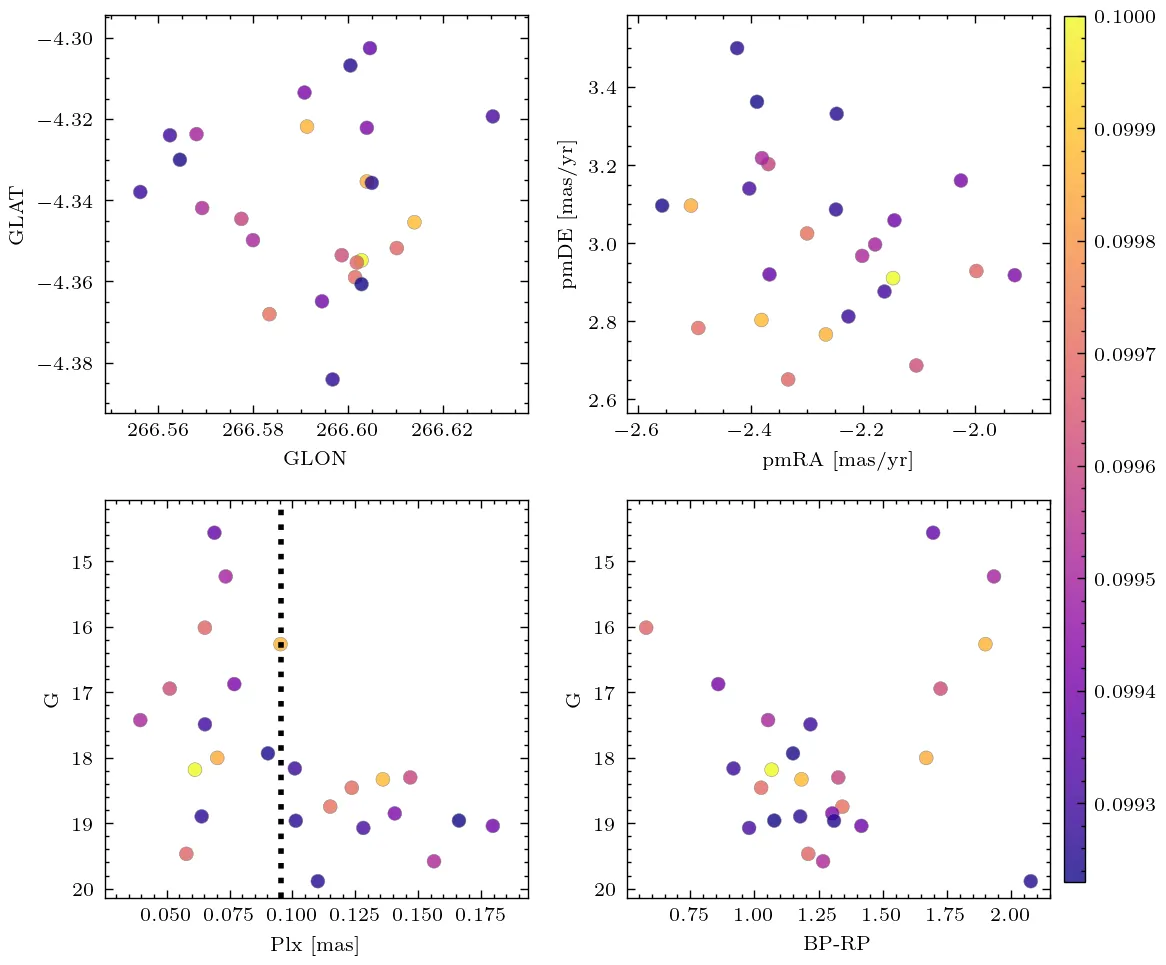 GLAT
−4.30
−4.32
−4.34
−4.36
−4.38
266.56 266.58 266.60 266.62
GLON
pmDE [mas/yr]
3.4
3.2
3.0
2.8
2.6
−2.6 −2.4 −2.2 −2.0
pmRA [mas/yr]
0.1000
0.0999
0.0998
0.0997
0.0996
0.0995
0.0994
0.0993
G
15
16
17
18
19
20
0.050 0.075 0.100 0.125 0.150 0.175
Plx [mas]
G
15
16
17
18
19
20
0.75 1.00 1.25 1.50 1.75 2.00
BP-RP